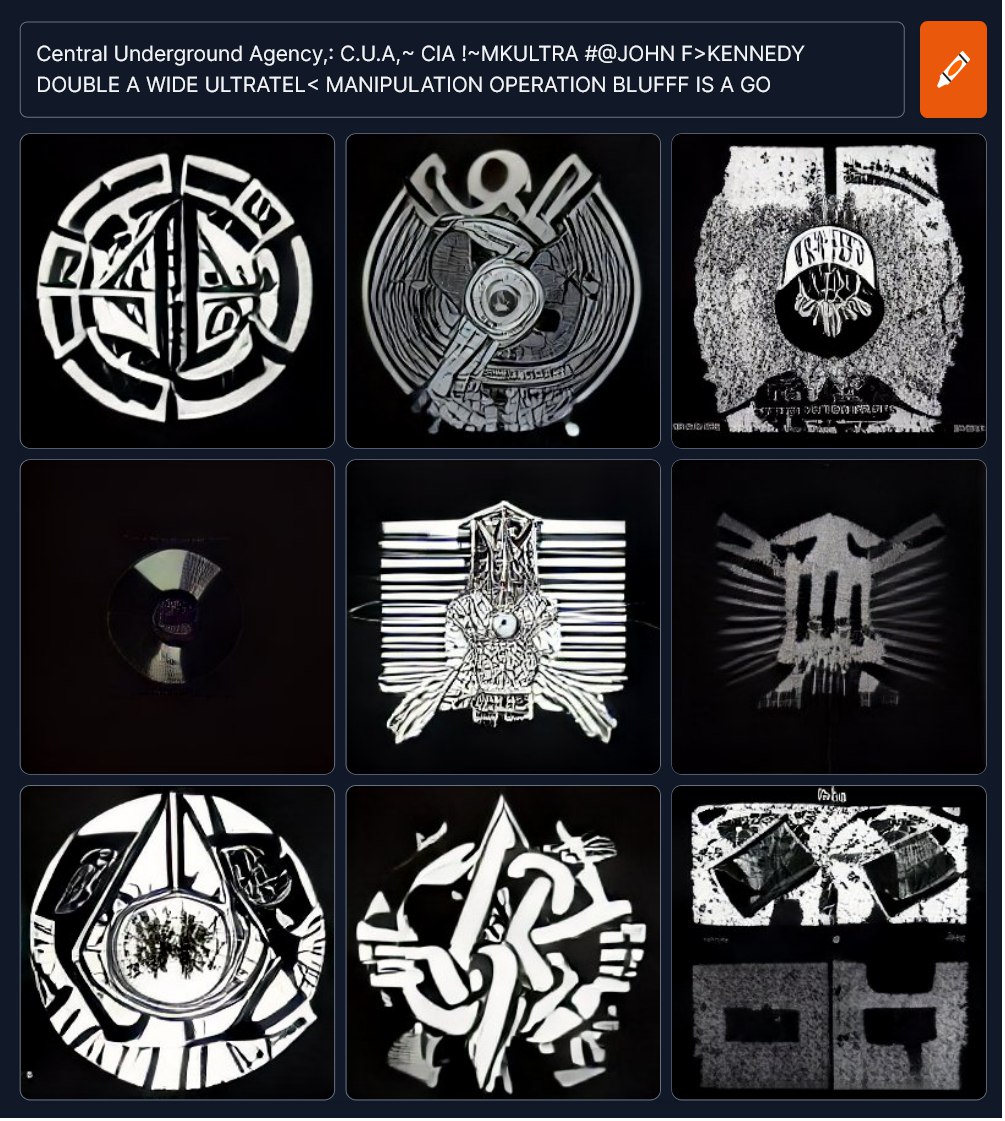 Central Underground Agency,: C.U.A,~ CIA !~MKULTRA #@JOHN F>KENNEDY
DOUBLE A WIDE ULTRATEL< MANIPULATION OPERATION BLUFFF IS A GO